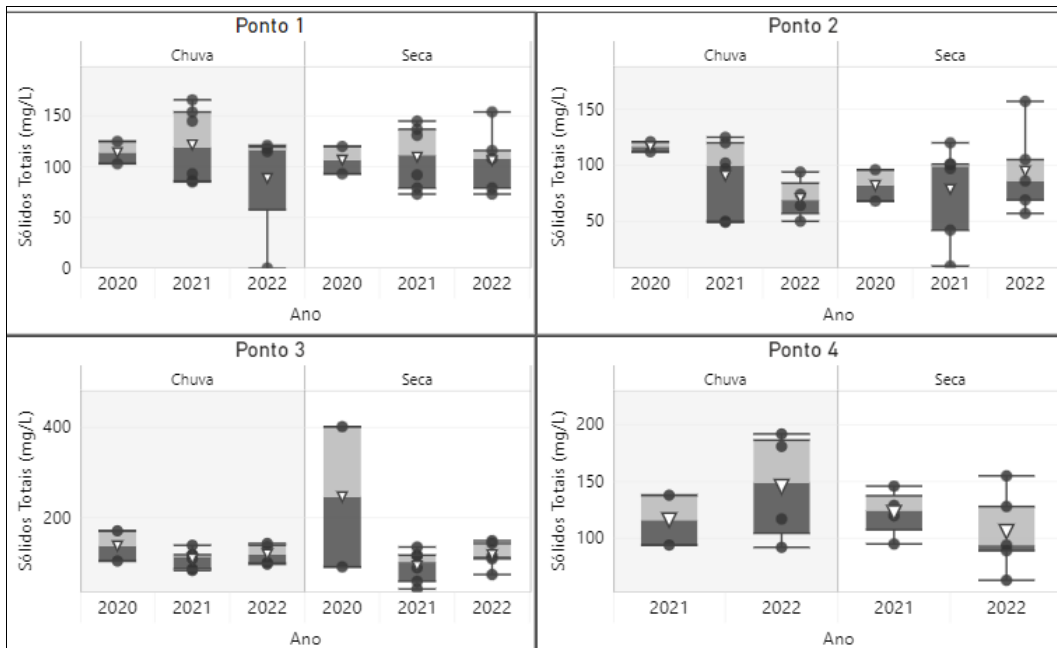 Ponto 1
Chuva Seca
Sólidos Totais (mg/L)
150
100
50
0
2020 2021 2022 2020 2021 2022
Ano
Ponto 2
Chuva Seca
Sólidos Totais (mg/L)
150
100
50
2020 2021 2022 2020 2021 2022
Ano
Ponto 3
Chuva Seca
Sólidos Totais (mg/L)
400
200
2020 2021 2022 2020 2021 2022
Ano
Ponto 4
Chuva Seca
Sólidos Totais (mg/L)
200
150
100
2021 2022 2021 2022
Ano